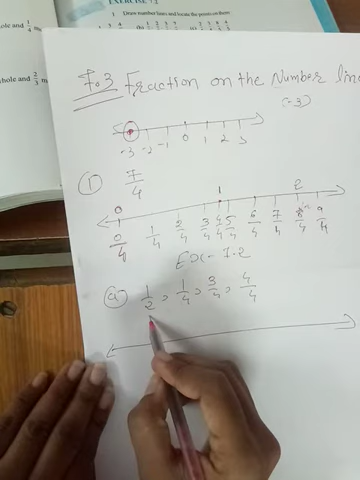 EXERCISE 7.2
1 Draw number lines and locate the points on them:
whole and 1/4
whole and 2/3
7.3 Fraction on the Number line
(-3)
-3 -2 -1 0 1 2 3
① 7/4
0 1 2
0/4 1/4 2/4 3/4 4/4 5/4 6/4 7/4 8/4 9/4
EX - 7.2
ⓐ 1/2, 1/4, 3/4, 4/4